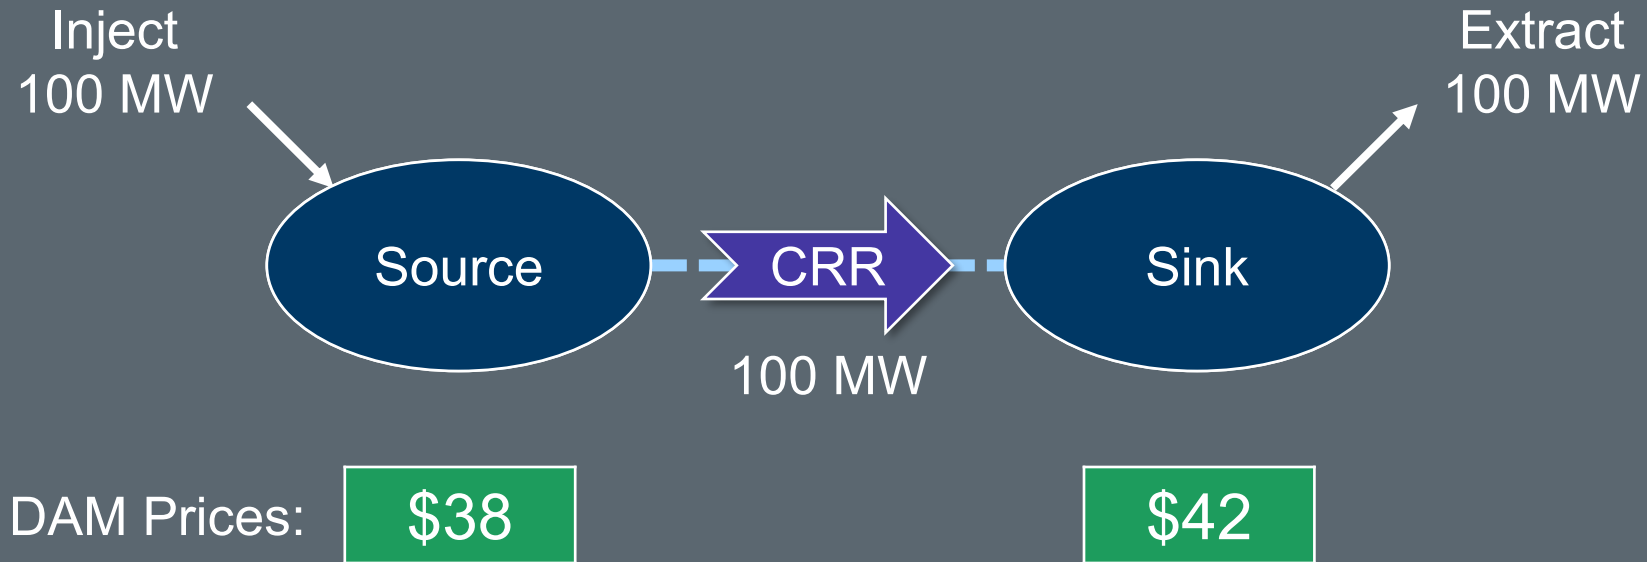 Inject
100 MW
Extract
100 MW
Source
CRR
Sink
100 MW
DAM Prices:
$38
$42